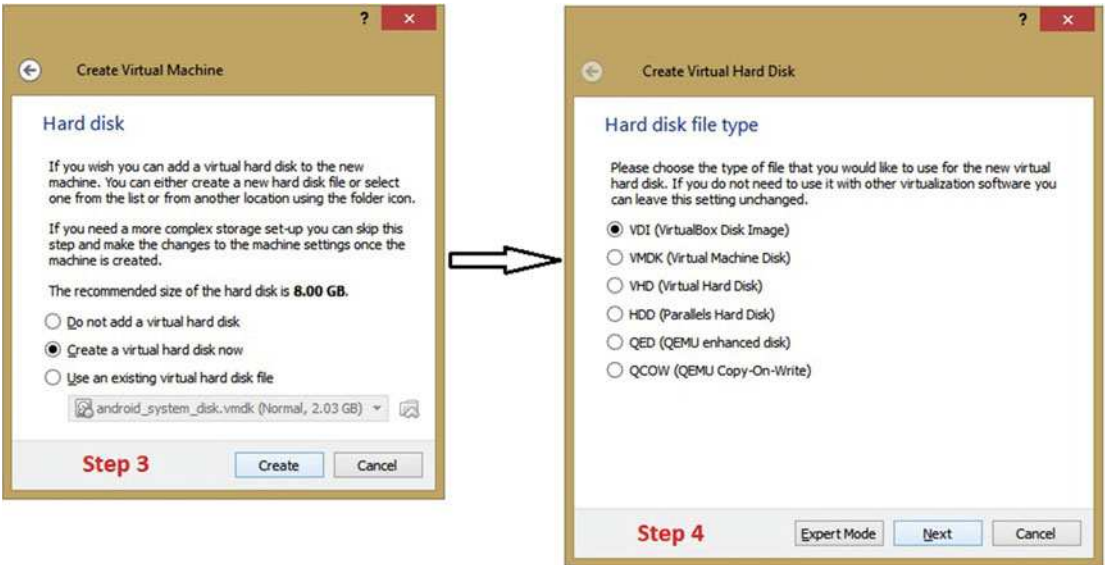 ?
Create Virtual Machine
Hard disk
If you wish you can add a virtual hard disk to the new
machine. You can either create a new hard disk file or select
one from the list or from another location using the folder icon.
If you need a more complex storage set-up you can skip this
step and make the changes to the machine settings once the
machine is created.
The recommended size of the hard disk is 8.00 GB.
Do not add a virtual hard disk
Create a virtual hard disk now
Use an existing virtual hard disk file
android_system_disk.vmdk (Normal, 2.03 GB)
Step 3 Create Cancel
?
Create Virtual Hard Disk
Hard disk file type
Please choose the type of file that you would like to use for the new virtual
hard disk. If you do not need to use it with other virtualization software you
can leave this setting unchanged.
VDI (VirtualBox Disk Image)
VMDK (Virtual Machine Disk)
VHD (Virtual Hard Disk)
HDD (Parallels Hard Disk)
QED (QEMU enhanced disk)
QCOW (QEMU Copy-On-Write)
Step 4 Expert Mode Next Cancel